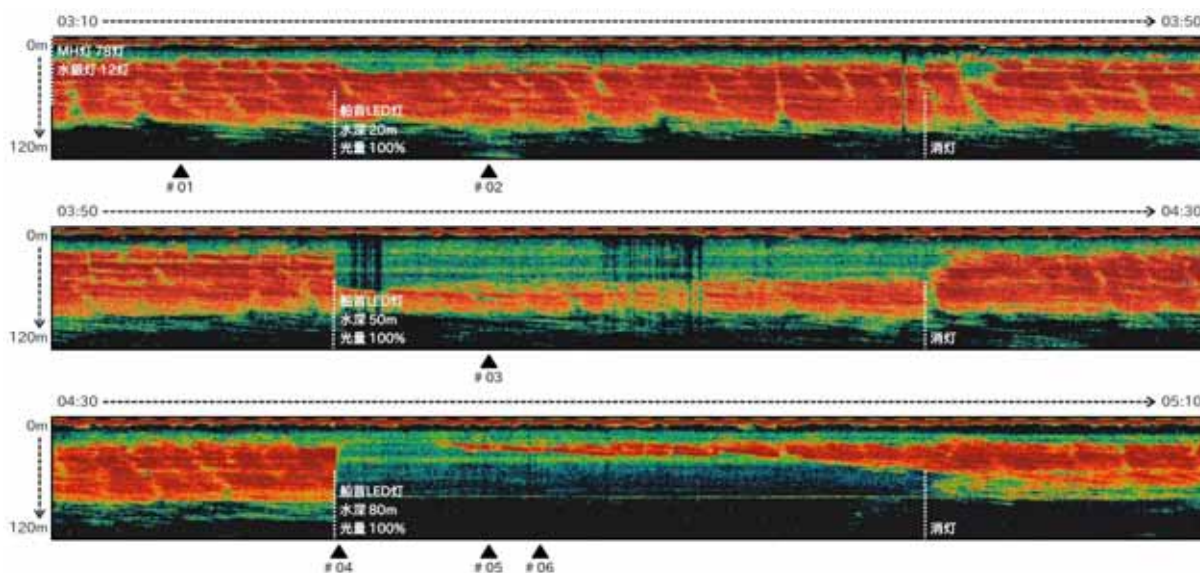 03:10 03:50
0m
MH灯 78灯
水銀灯 12灯
船首LED灯
水深 20m
光量 100%
消灯
120m
# 01 # 02
03:50 04:30
0m
船首LED灯
水深 50m
光量 100%
消灯
120m
# 03
04:30 05:10
0m
船首LED灯
水深 80m
光量 100%
消灯
120m
# 04 # 05 # 06